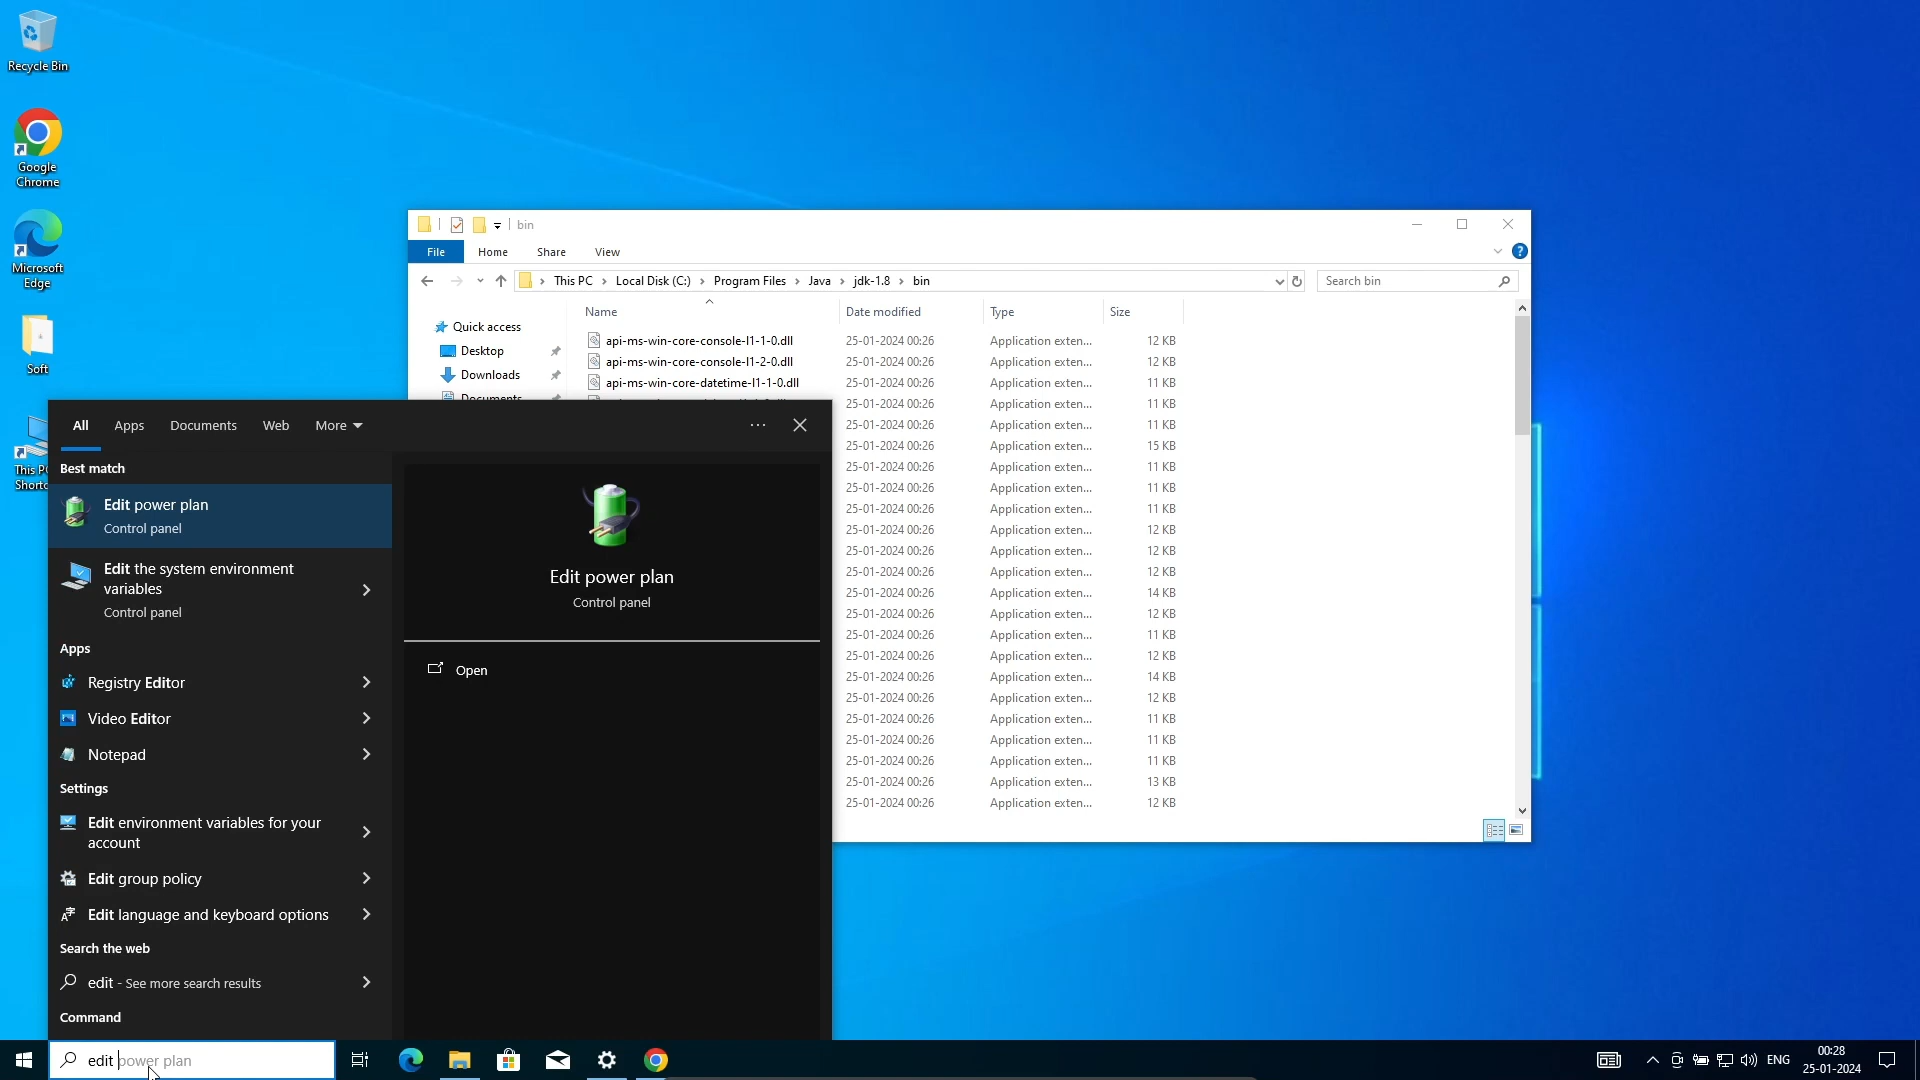 Recycle Bin
Google
Chrome
Microsoft
Edge
Soft
This P
Shorto
bin
File
Home
Share
View
This PC
Local Disk (C:)
Program Files
Java
jdk-1.8
bin
Search bin
Name
Date modified
Type
Size
Quick access
Desktop
Downloads
Documents
api-ms-win-core-console-l1-1-0.dll 25-01-2024 00:26 Application exten... 12 KB
api-ms-win-core-console-l1-2-0.dll 25-01-2024 00:26 Application exten... 12 KB
api-ms-win-core-datetime-l1-1-0.dll 25-01-2024 00:26 Application exten... 11 KB
25-01-2024 00:26 Application exten... 11 KB
25-01-2024 00:26 Application exten... 11 KB
25-01-2024 00:26 Application exten... 15 KB
25-01-2024 00:26 Application exten... 11 KB
25-01-2024 00:26 Application exten... 11 KB
25-01-2024 00:26 Application exten... 11 KB
25-01-2024 00:26 Application exten... 12 KB
25-01-2024 00:26 Application exten... 12 KB
25-01-2024 00:26 Application exten... 12 KB
25-01-2024 00:26 Application exten... 14 KB
25-01-2024 00:26 Application exten... 12 KB
25-01-2024 00:26 Application exten... 11 KB
25-01-2024 00:26 Application exten... 12 KB
25-01-2024 00:26 Application exten... 14 KB
25-01-2024 00:26 Application exten... 12 KB
25-01-2024 00:26 Application exten... 11 KB
25-01-2024 00:26 Application exten... 11 KB
25-01-2024 00:26 Application exten... 11 KB
25-01-2024 00:26 Application exten... 13 KB
25-01-2024 00:26 Application exten... 12 KB
All
Apps
Documents
Web
More
Best match
Edit power plan
Control panel
Edit the system environment
variables
Control panel
Apps
Registry Editor
Video Editor
Notepad
Settings
Edit environment variables for your
account
Edit group policy
Edit language and keyboard options
Search the web
edit - See more search results
Command
Edit power plan
Control panel
Open
edit power plan
ENG
00:28
25-01-2024